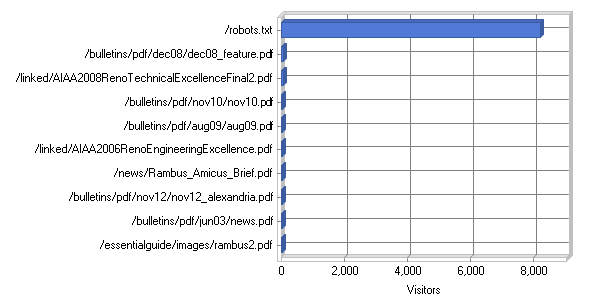 /robots.txt
/bulletins/pdf/dec08/dec08_feature.pdf
/linked/AIAA2008RenoTechnicalExcellenceFinal2.pdf
/bulletins/pdf/nov10/nov10.pdf
/bulletins/pdf/aug09/aug09.pdf
/linked/AIAA2006RenoEngineeringExcellence.pdf
/news/Rambus_Amicus_Brief.pdf
/bulletins/pdf/nov12/nov12_alexandria.pdf
/bulletins/pdf/jun03/news.pdf
/essentialguide/images/rambus2.pdf
0 2,000 4,000 6,000 8,000
Visitors